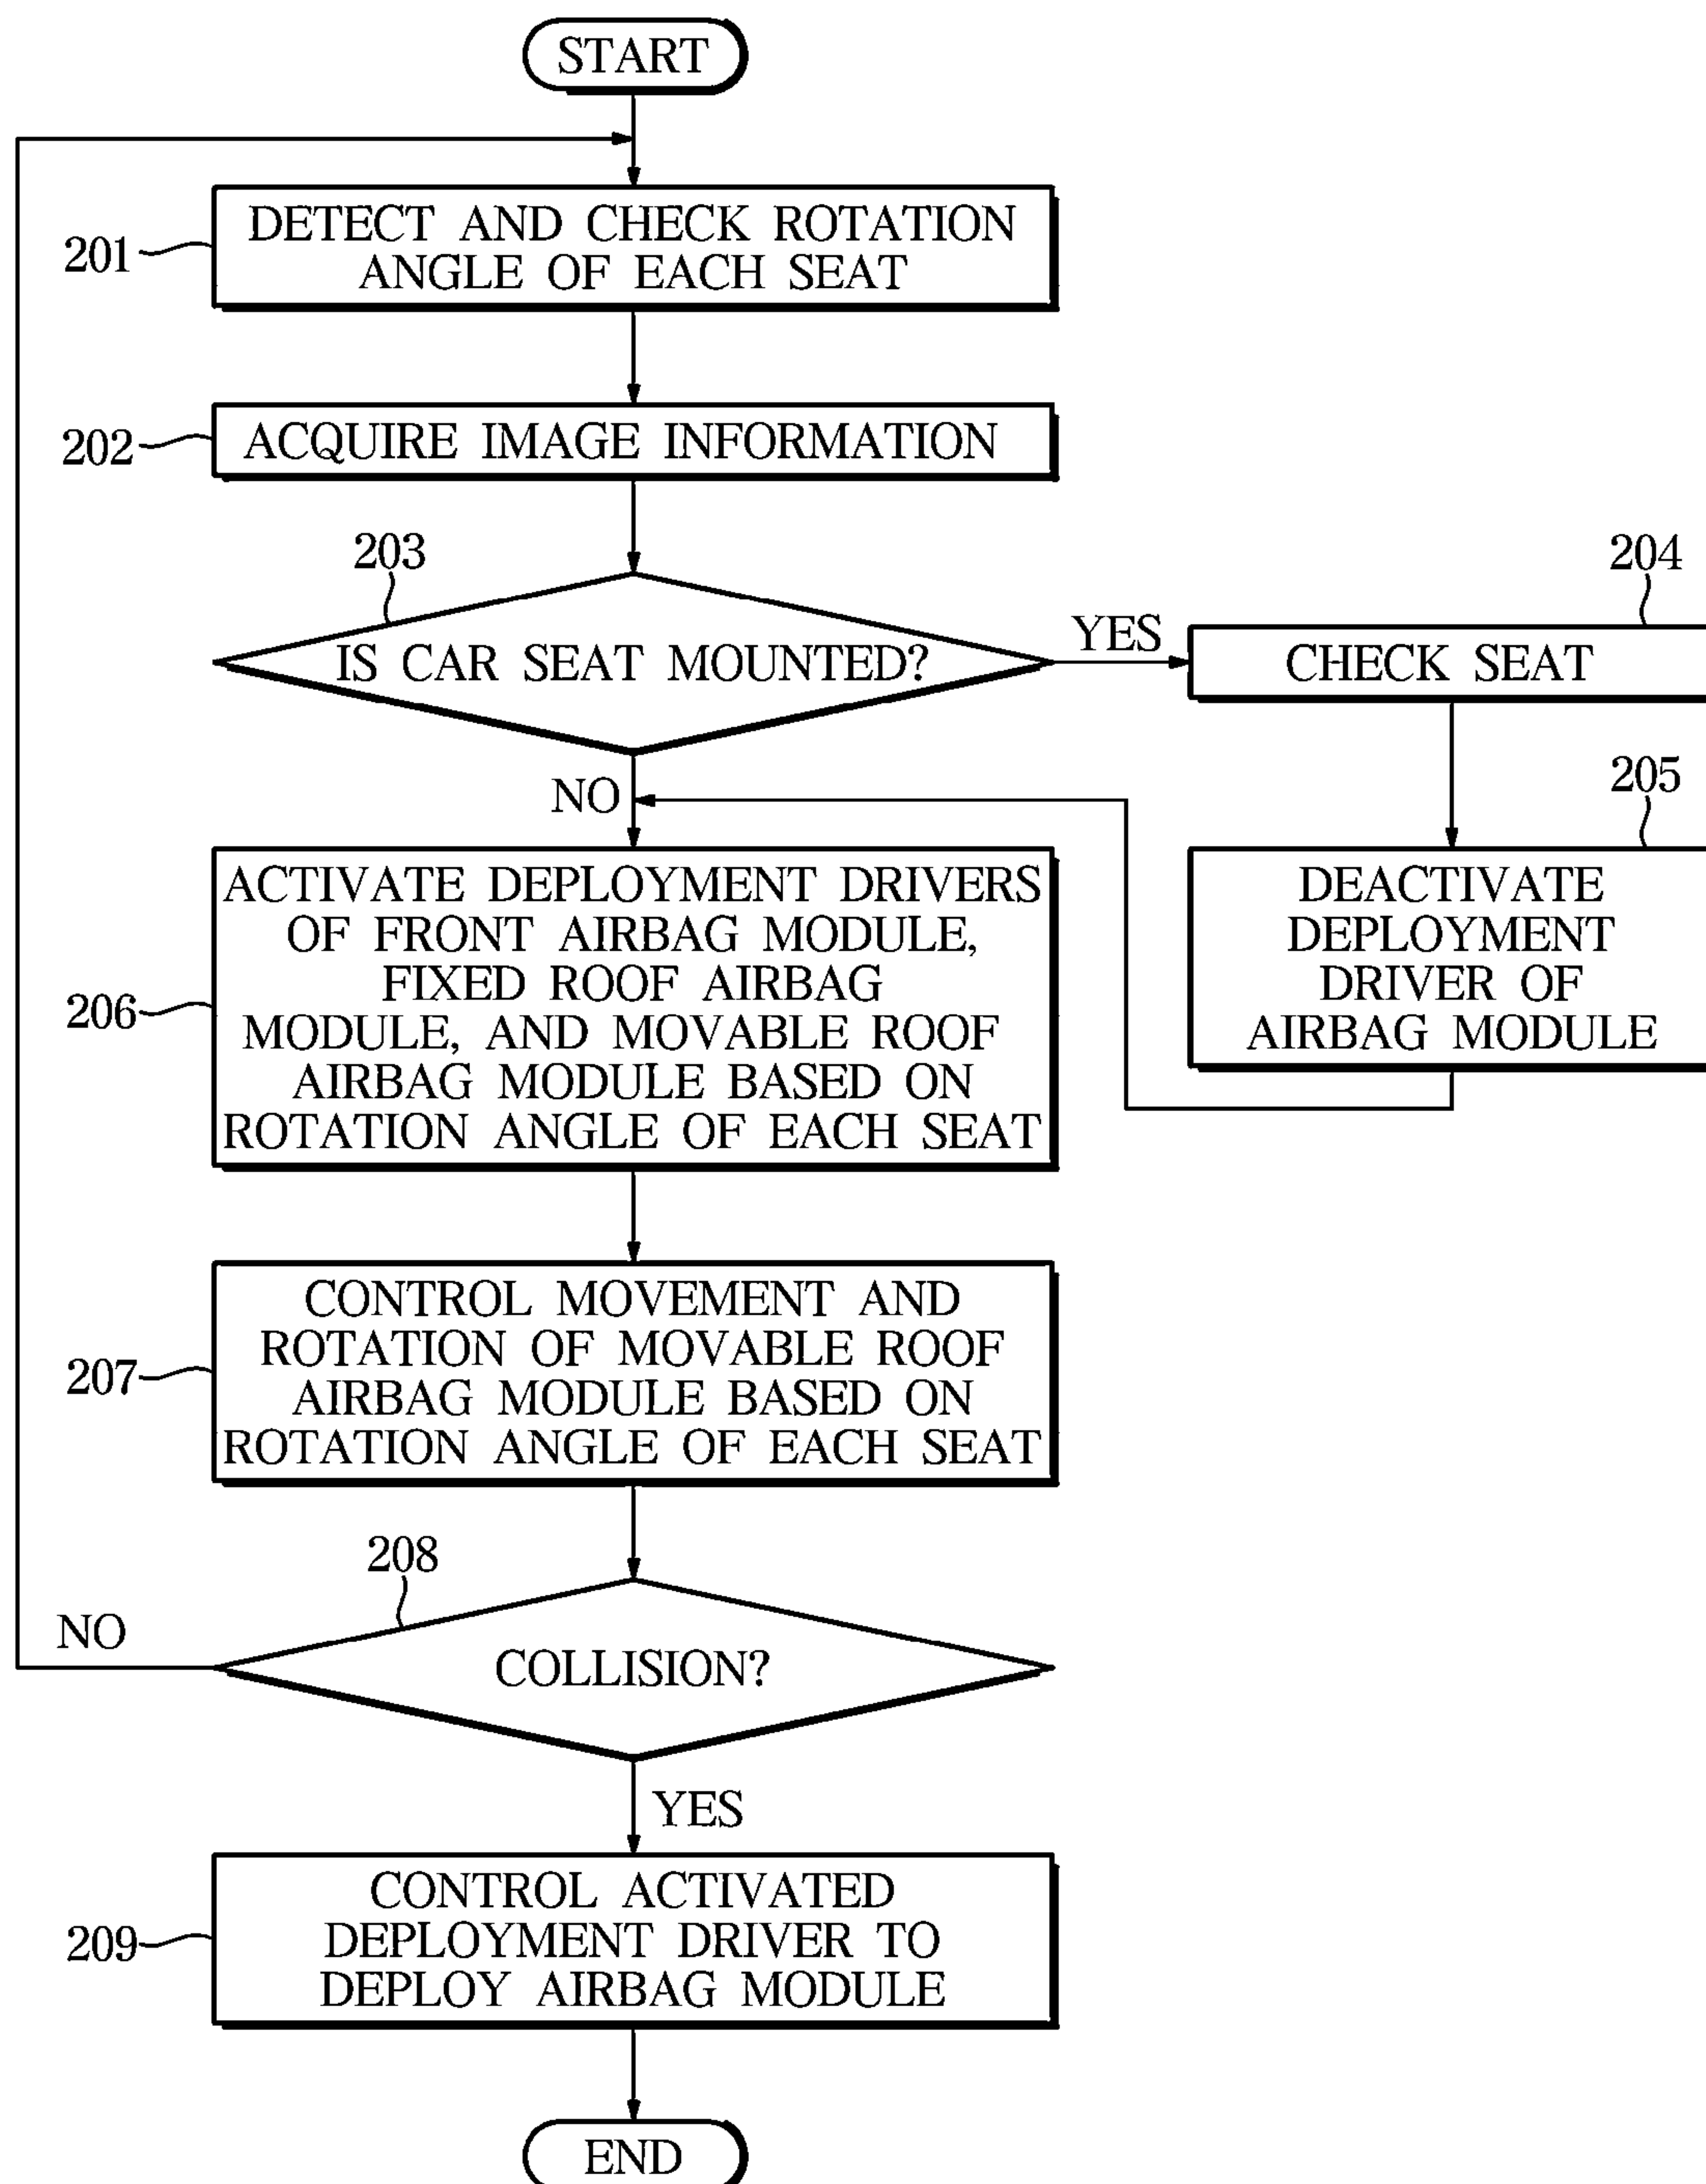 START
201
DETECT AND CHECK ROTATION
ANGLE OF EACH SEAT
202
ACQUIRE IMAGE INFORMATION
203
IS CAR SEAT MOUNTED?
YES
204
CHECK SEAT
NO
205
DEACTIVATE
DEPLOYMENT
DRIVER OF
AIRBAG MODULE
206
ACTIVATE DEPLOYMENT DRIVERS
OF FRONT AIRBAG MODULE,
FIXED ROOF AIRBAG
MODULE, AND MOVABLE ROOF
AIRBAG MODULE BASED ON
ROTATION ANGLE OF EACH SEAT
207
CONTROL MOVEMENT AND
ROTATION OF MOVABLE ROOF
AIRBAG MODULE BASED ON
ROTATION ANGLE OF EACH SEAT
208
COLLISION?
NO
YES
209
CONTROL ACTIVATED
DEPLOYMENT DRIVER TO
DEPLOY AIRBAG MODULE
END